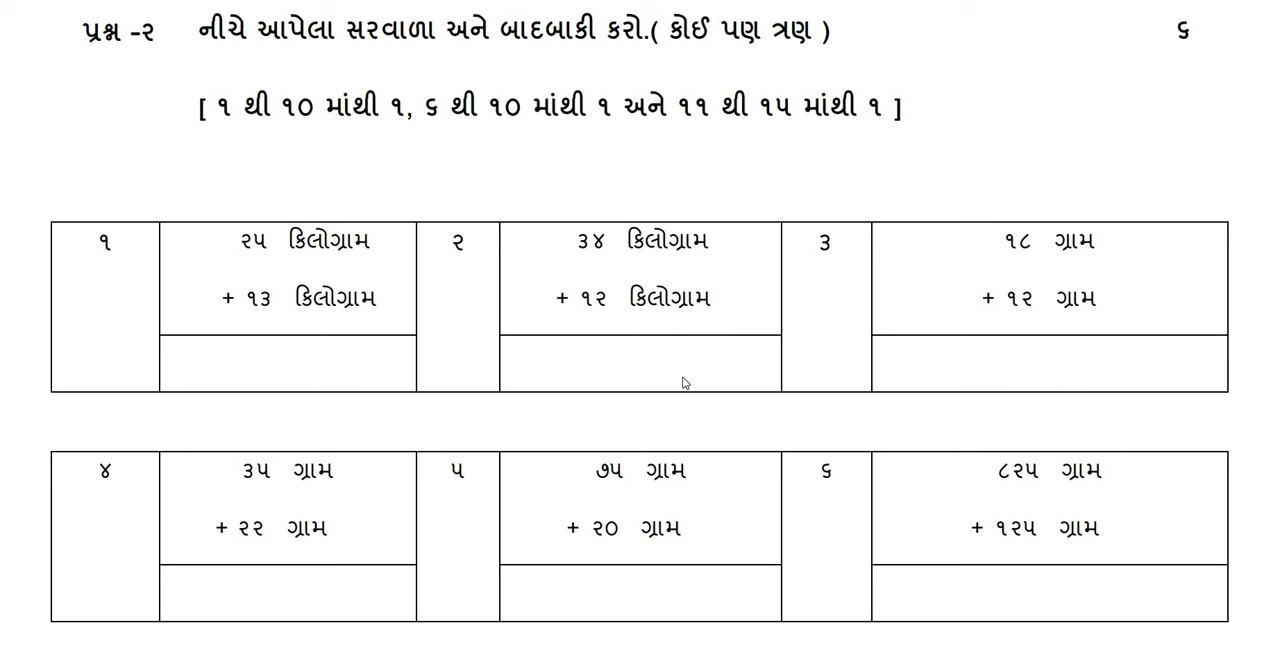 પ્રશ્ન -૨ નીચે આપેલા સરવાળા અને બાદબાકી કરો.( કોઈ પણ ત્રણ ) ૬
[ ૧ થી ૧૦ માંથી ૧, ૬ થી ૧૦ માંથી ૧ અને ૧૧ થી ૧૫ માંથી ૧ ]
૧ ૨૫ કિલોગ્રામ ૨ ૩૪ કિલોગ્રામ ૩ ૧૮ ગ્રામ
+ ૧૩ કિલોગ્રામ + ૧૨ કિલોગ્રામ + ૧૨ ગ્રામ
૪ ૩૫ ગ્રામ ૫ ૭૫ ગ્રામ ૬ ૮૨૫ ગ્રામ
+ ૨૨ ગ્રામ + ૨૦ ગ્રામ + ૧૨૫ ગ્રામ